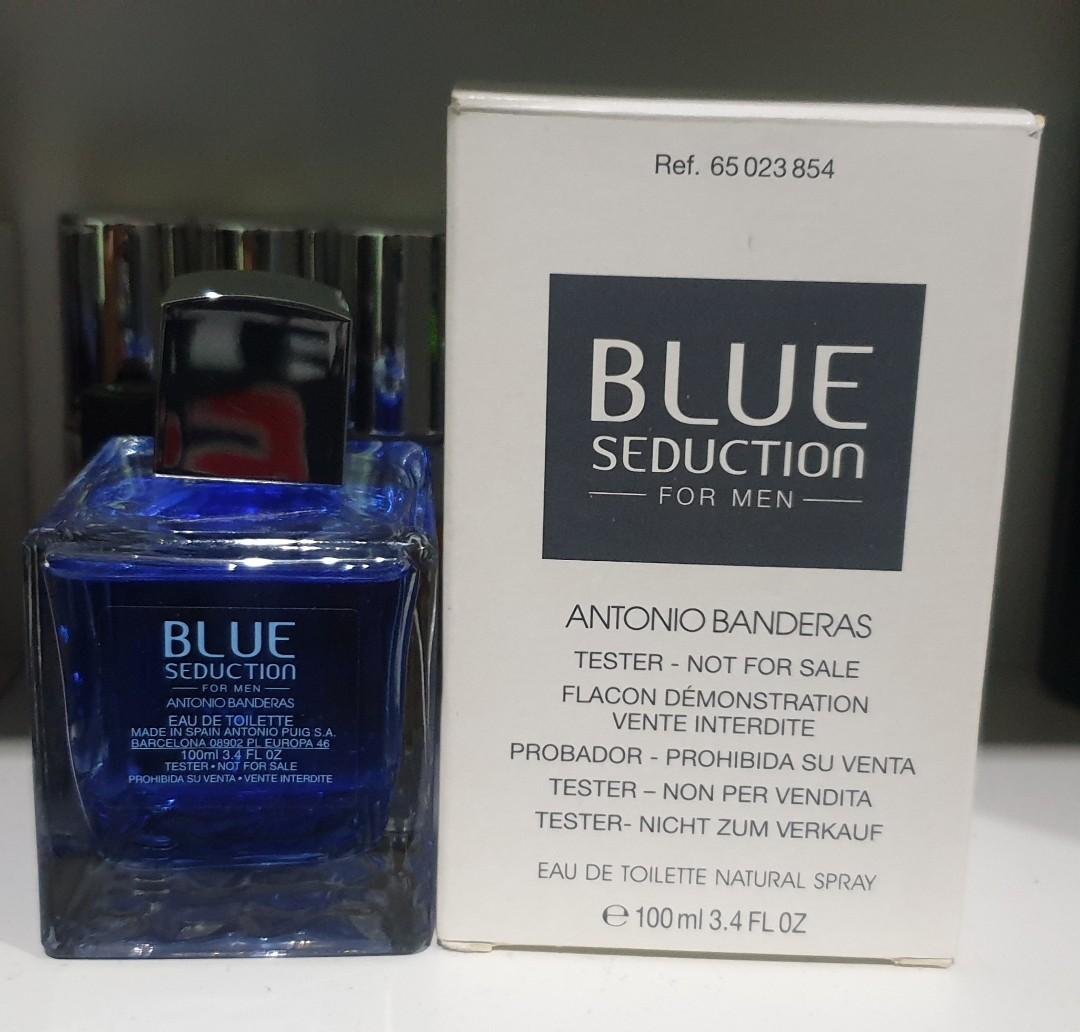 Ref. 65 023 854
BLUE
SEDUCTION
FOR MEN
ANTONIO BANDERAS
TESTER - NOT FOR SALE
FLACON DÉMONSTRATION
VENTE INTERDITE
PROBADOR - PROHIBIDA SU VENTA
TESTER – NON PER VENDITA
TESTER- NICHT ZUM VERKAUF
EAU DE TOILETTE NATURAL SPRAY
℮ 100 ml 3.4 FL OZ
BLUE
SEDUCTION
FOR MEN
ANTONIO BANDERAS
EAU DE TOILETTE
MADE IN SPAIN ANTONIO PUIG S.A.
BARCELONA 08902 PL EUROPA 46
100ml 3.4 FL OZ
TESTER • NOT FOR SALE
PROHIBIDA SU VENTA • VENTE INTERDITE